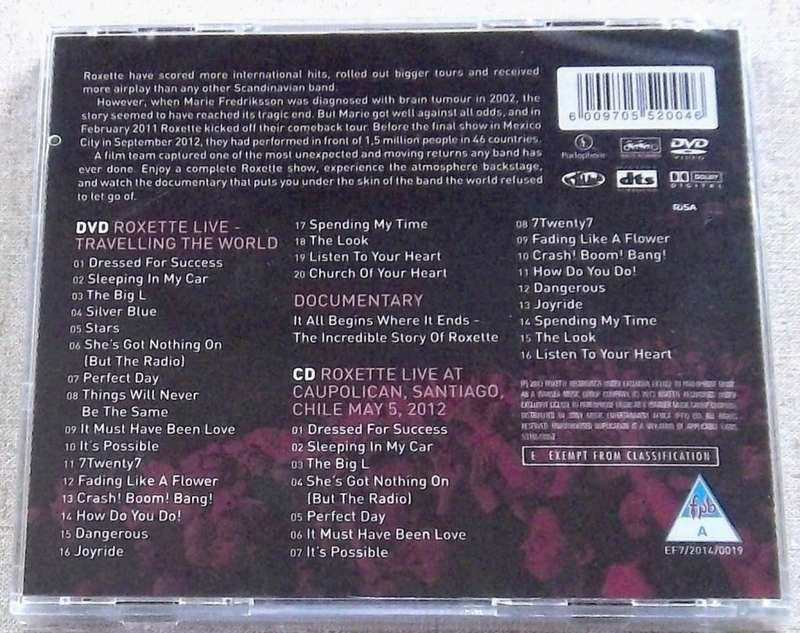 Roxette have scored more international hits, rolled out bigger tours and received
more airplay than any other Scandinavian band.
However, when Marie Fredriksson was diagnosed with brain tumour in 2002, the
story seemed to have reached its tragic end. But Marie got well against all odds, and in
February 2011 Roxette kicked off their comeback tour. Before the final show in Mexico
City in September 2012, they had performed in front of 1,5 million people in 46 countries.
A film team captured one of the most unexpected and moving returns any band has
ever done. Enjoy a complete Roxette show, experience the atmosphere backstage,
and watch the documentary that puts you under the skin of the band the world refused
to let go of.
6 009705 520046
Parlophone
DVD
VIDEO
dts
DOLBY
DIGITAL
RiSA
DVD ROXETTE LIVE -
TRAVELLING THE WORLD
01 Dressed For Success
02 Sleeping In My Car
03 The Big L
04 Silver Blue
05 Stars
06 She's Got Nothing On
(But The Radio)
07 Perfect Day
08 Things Will Never
Be The Same
09 It Must Have Been Love
10 It's Possible
11 7Twenty7
12 Fading Like A Flower
13 Crash! Boom! Bang!
14 How Do You Do!
15 Dangerous
16 Joyride
17 Spending My Time
18 The Look
19 Listen To Your Heart
20 Church Of Your Heart
DOCUMENTARY
It All Begins Where It Ends -
The Incredible Story Of Roxette
CD ROXETTE LIVE AT
CAUPOLICAN, SANTIAGO,
CHILE MAY 5, 2012
01 Dressed For Success
02 Sleeping In My Car
03 The Big L
04 She's Got Nothing On
(But The Radio)
05 Perfect Day
06 It Must Have Been Love
07 It's Possible
08 7Twenty7
09 Fading Like A Flower
10 Crash! Boom! Bang!
11 How Do You Do!
12 Dangerous
13 Joyride
14 Spending My Time
15 The Look
16 Listen To Your Heart
E EXEMPT FROM CLASSIFICATION
fpb
A
EF7/2014/0019